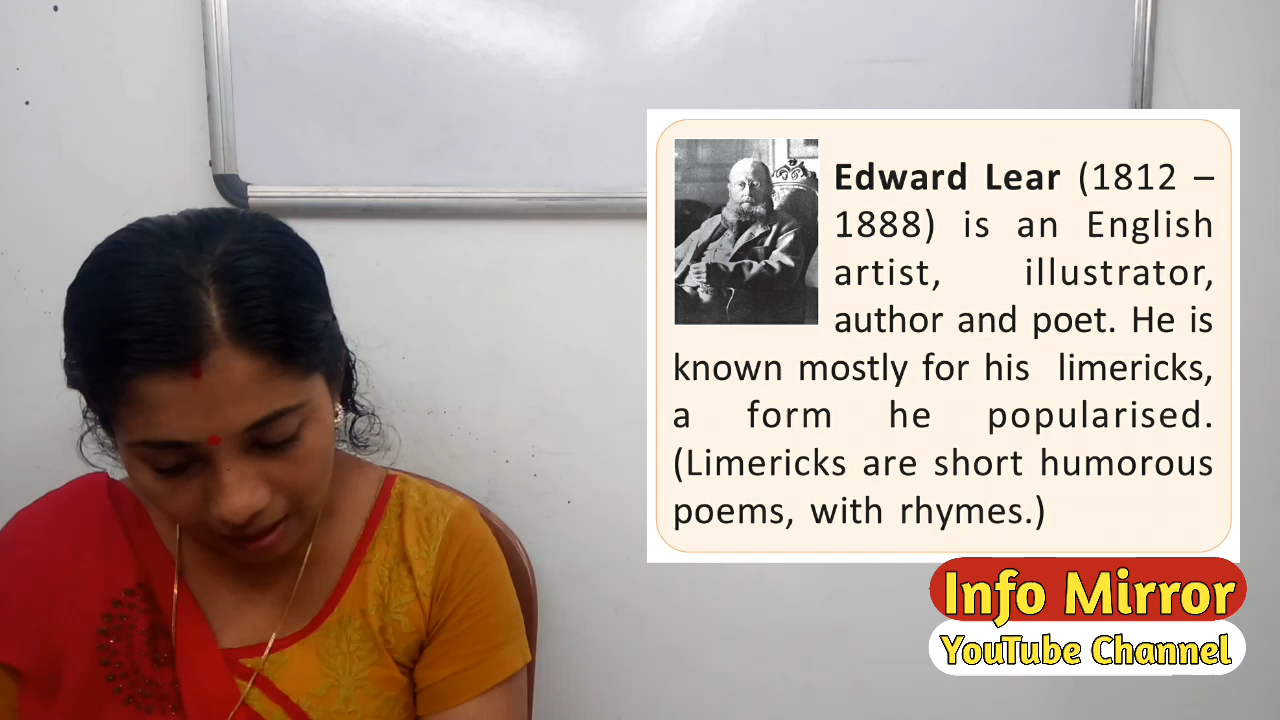 Edward Lear (1812 –
1888) is an English
artist, illustrator,
author and poet. He is
known mostly for his limericks,
a form he popularised.
(Limericks are short humorous
poems, with rhymes.)
Info Mirror
YouTube Channel